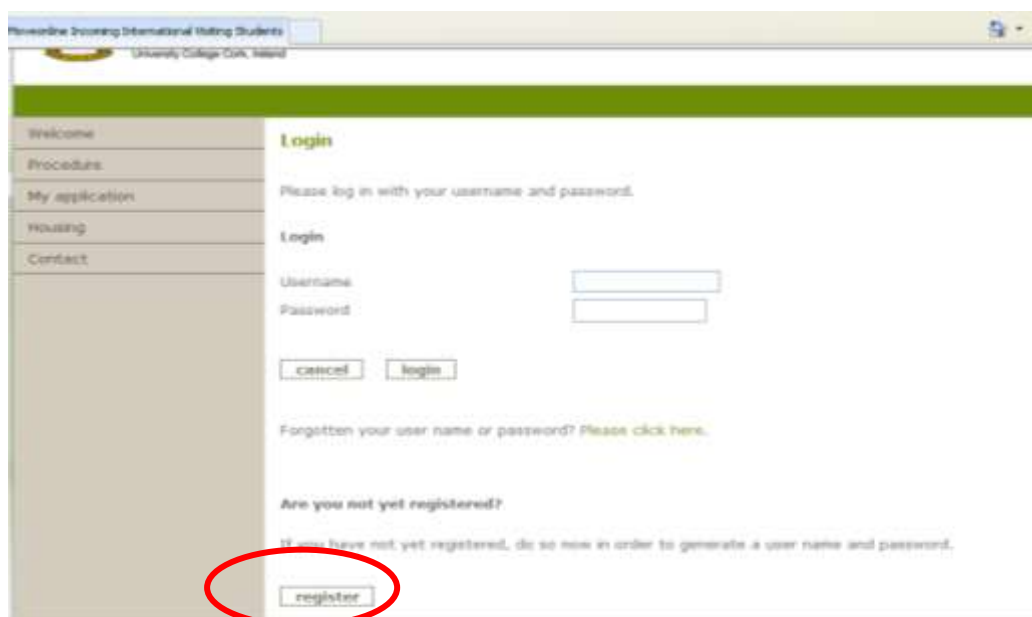 Moveonline Incoming International Visiting Students
University College Cork, Ireland
Welcome
Procedure
My application
Housing
Contact
Login
Please log in with your username and password.
Login
Username
Password
cancel login
Forgotten your user name or password? Please click here.
Are you not yet registered?
If you have not yet registered, do so now in order to generate a user name and password.
register